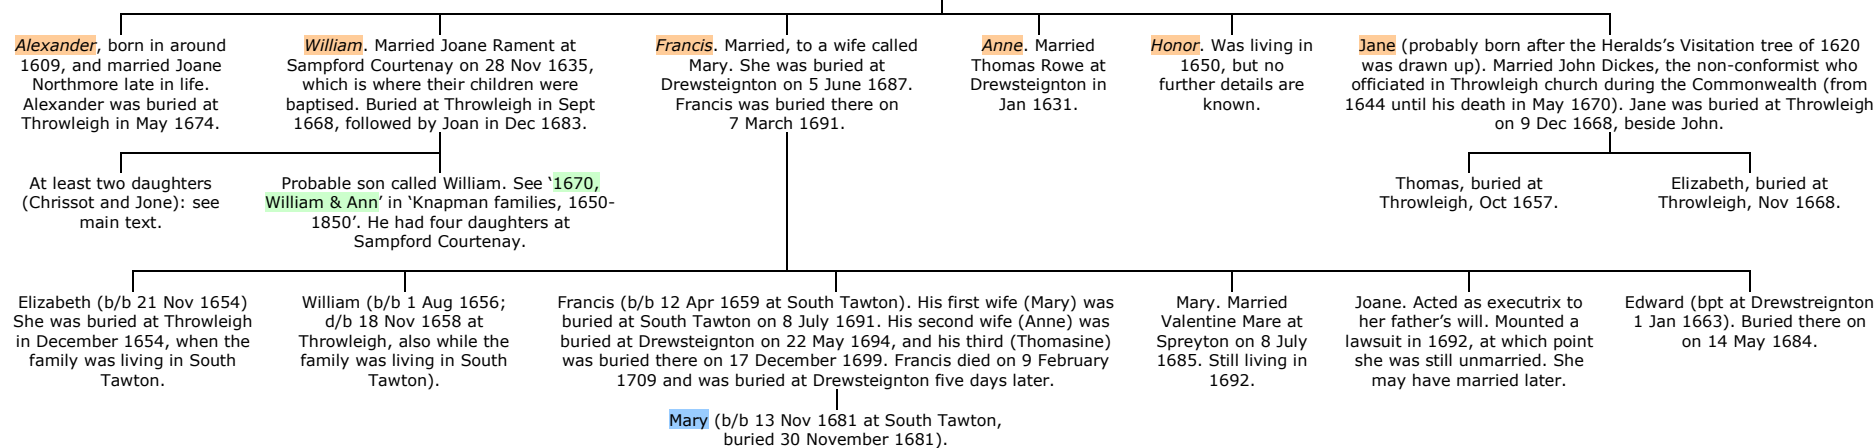 Alexander, born in around
1609, and married Joane
Northmore late in life.
Alexander was buried at
Throwleigh in May 1674.
William. Married Joane Rament at
Sampford Courtenay on 28 Nov 1635,
which is where their children were
baptised. Buried at Throwleigh in Sept
1668, followed by Joan in Dec 1683.
Francis. Married, to a wife called
Mary. She was buried at
Drewsteignton on 5 June 1687.
Francis was buried there on
7 March 1691.
Anne. Married
Thomas Rowe at
Drewsteignton in
Jan 1631.
Honor. Was living in
1650, but no
further details are
known.
Jane (probably born after the Heralds's Visitation tree of 1620
was drawn up). Married John Dickes, the non-conformist who
officiated in Throwleigh church during the Commonwealth (from
1644 until his death in May 1670). Jane was buried at Throwleigh
on 9 Dec 1668, beside John.
At least two daughters
(Chrissot and Jone): see
main text.
Probable son called William. See ‘1670,
William & Ann’ in ‘Knapman families, 1650-
1850’. He had four daughters at
Sampford Courtenay.
Thomas, buried at
Throwleigh, Oct 1657.
Elizabeth, buried at
Throwleigh, Nov 1668.
Elizabeth (b/b 21 Nov 1654)
She was buried at Throwleigh
in December 1654, when the
family was living in South
Tawton.
William (b/b 1 Aug 1656;
d/b 18 Nov 1658 at
Throwleigh, also while the
family was living in South
Tawton).
Francis (b/b 12 Apr 1659 at South Tawton). His first wife (Mary) was
buried at South Tawton on 8 July 1691. His second wife (Anne) was
buried at Drewsteignton on 22 May 1694, and his third (Thomasine)
was buried there on 17 December 1699. Francis died on 9 February
1709 and was buried at Drewsteignton five days later.
Mary. Married
Valentine Mare at
Spreyton on 8 July
1685. Still living in
1692.
Joane. Acted as executrix to
her father's will. Mounted a
lawsuit in 1692, at which point
she was still unmarried. She
may have married later.
Edward (bpt at Drewstreignton
1 Jan 1663). Buried there on
on 14 May 1684.
Mary (b/b 13 Nov 1681 at South Tawton,
buried 30 November 1681).